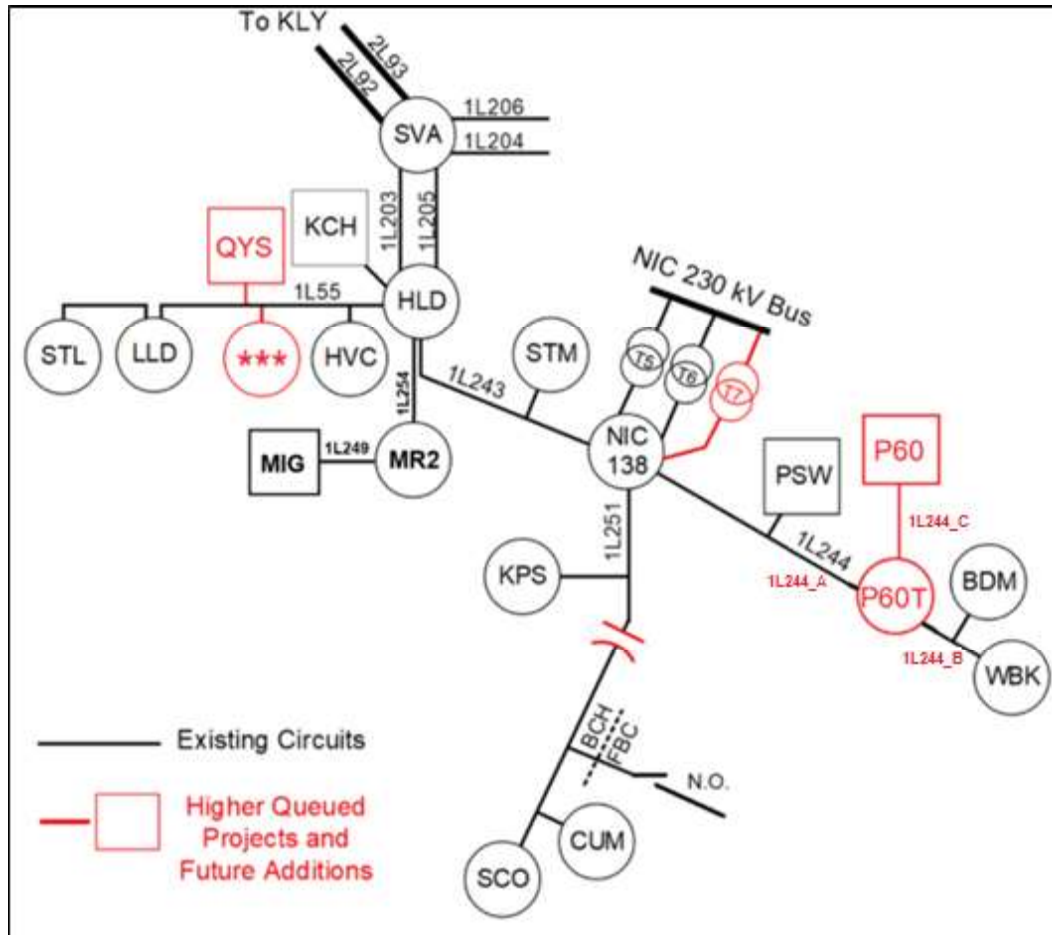 To KLY
2L93
2L92
SVA
1L206
1L204
1L203
1L205
KCH
QYS
1L55
HLD
STL
LLD
***
HVC
NIC 230 kV Bus
STM
T5
T6
T7
1L243
1L254
NIC
138
MIG
1L249
MR2
PSW
P60
1L244_C
1L251
1L244
1L244_A
KPS
P60T
BDM
1L244_B
WBK
BCH
FBC
N.O.
CUM
SCO
Existing Circuits
Higher Queued
Projects and
Future Additions